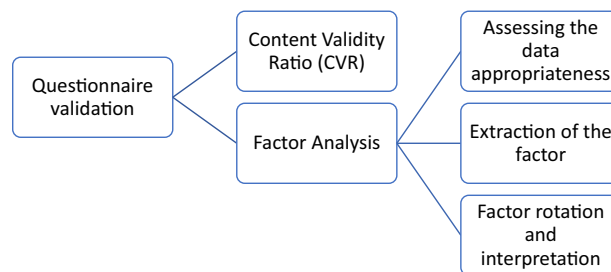 Questionnaire
validation
Content Validity
Ratio (CVR)
Factor Analysis
Assessing the
data
appropriateness
Extraction of the
factor
Factor rotation
and
interpretation